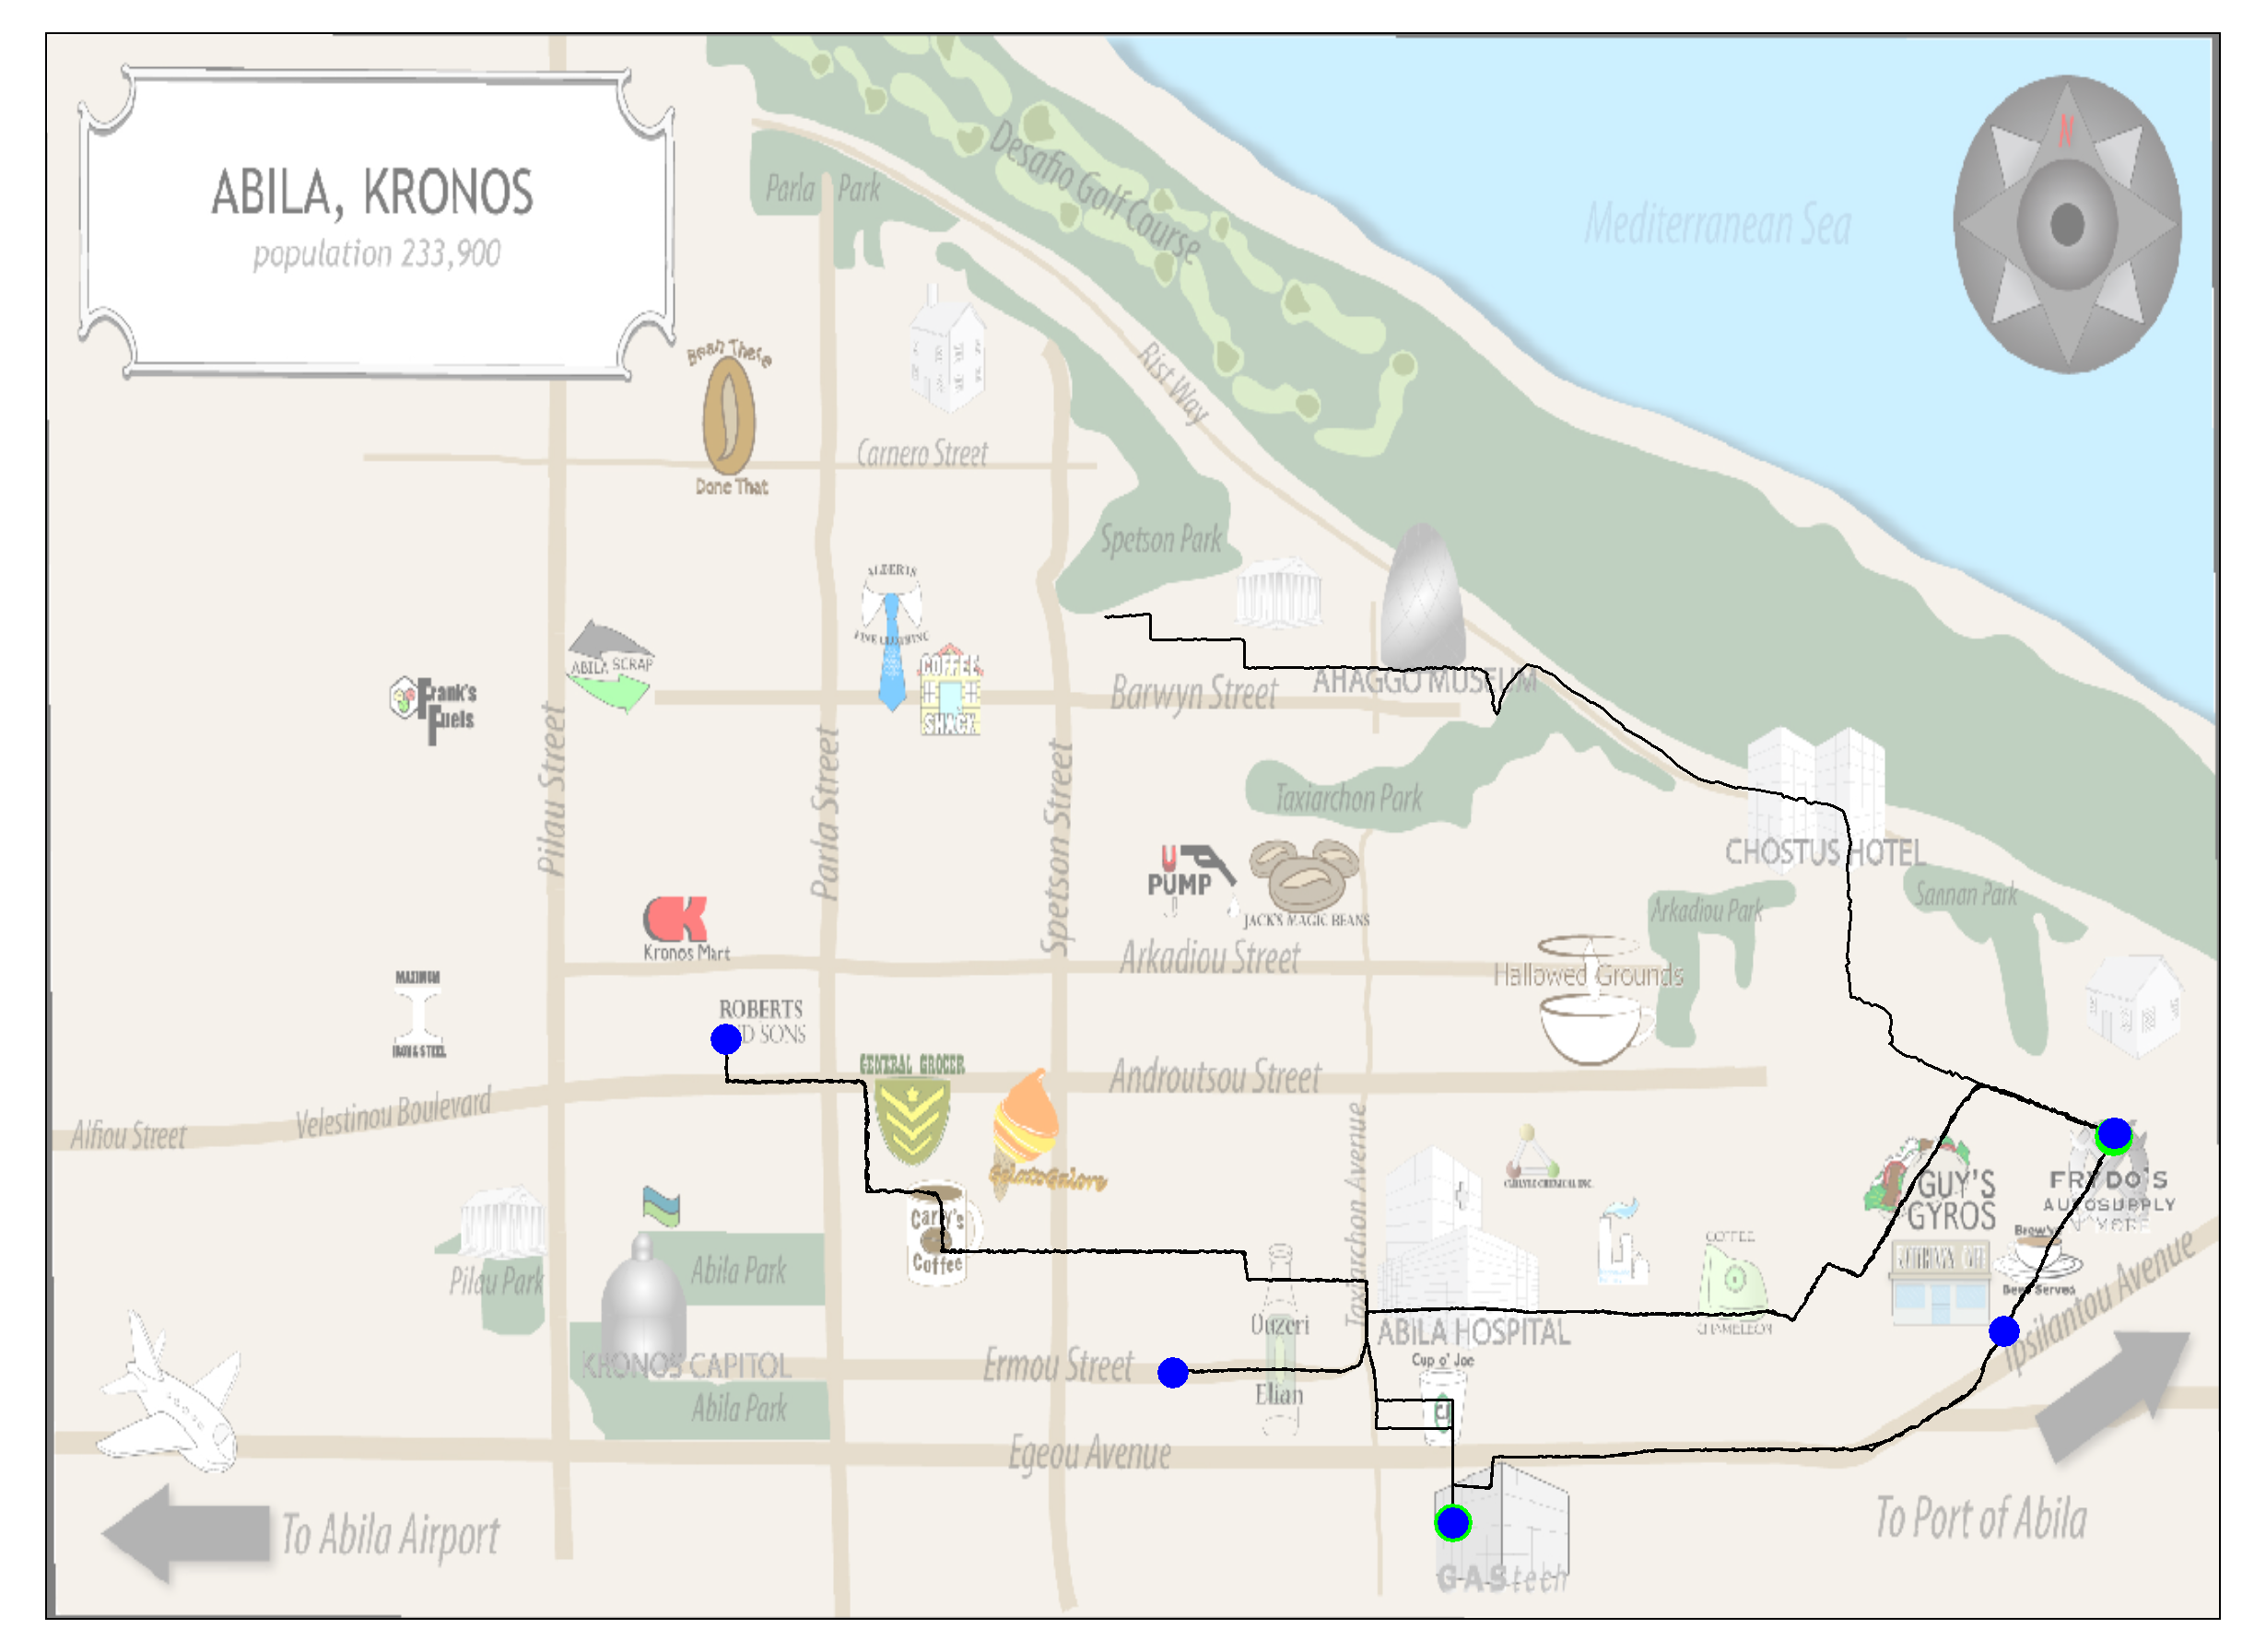 ABILA, KRONOS
population 233,900
N
Mediterranean Sea
Desafio Golf Course
Parla Park
Rist Way
Bean There
Done That
Carnero Street
Spetson Park
ALBERTS
FINE CLOTHING
ABILA SCRAP
Frank's
Fuels
COFFEE
SHACK
Barwyn Street
AHAGGO MUSEUM
Pilau Street
Parla Street
Spetson Street
Taxiarchon Park
CHOSTUS HOTEL
U
PUMP
JACK'S MAGIC BEANS
Arkadiou Park
Sannan Park
Kronos Mart
Arkadiou Street
Hallowed Grounds
MAXIMUM
IRON & STEEL
ROBERTS
SONS
GENERAL GROCER
Androutsou Street
Alfiou Street
Velestinou Boulevard
Taxiarchon Avenue
GelatoGalore
CARLYLE CHEMICAL INC.
GUY'S
GYROS
FRYDO'S
AUTOSUPPLY
N' MORE
Carly's
Coffee
Brew've
Been Served
COFFEE
CHAMELEON
Pilau Park
Abila Park
KRONOS CAPITOL
Abila Park
Ermou Street
Ouzeri
Elian
ABILA HOSPITAL
Cup o' Joe
Ipsilantou Avenue
Egeou Avenue
To Abila Airport
To Port of Abila
GAStech